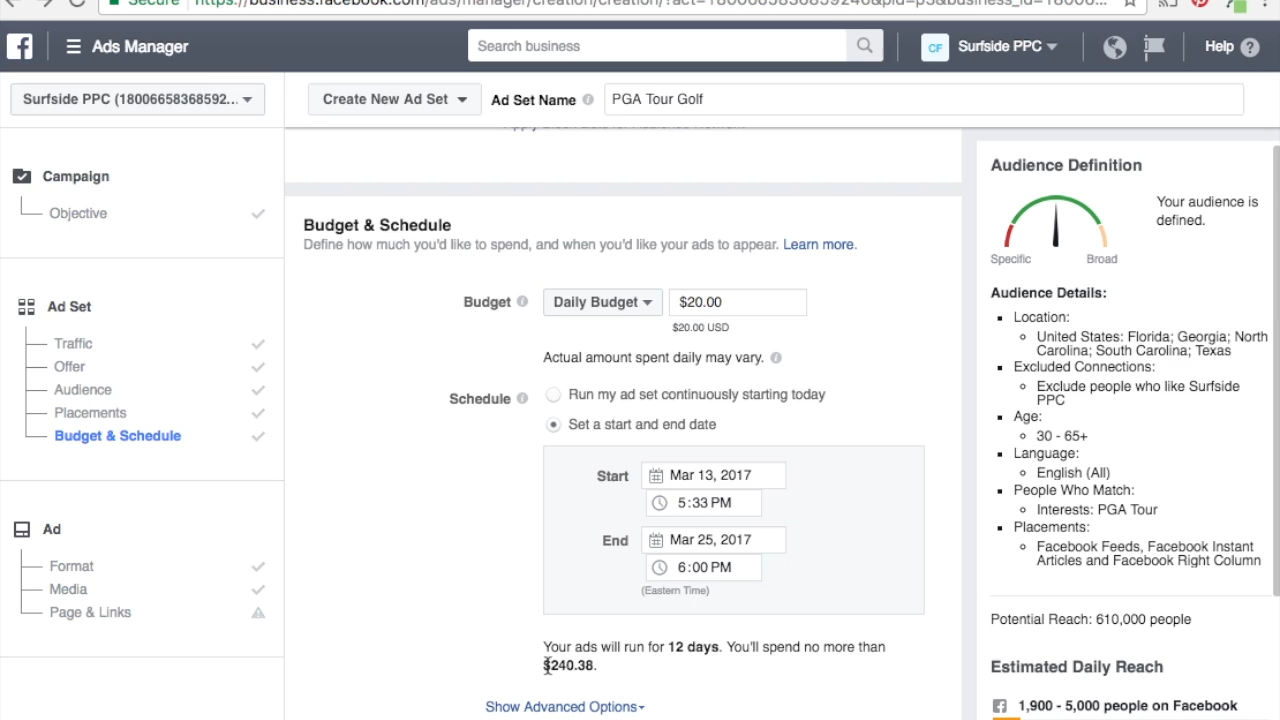 Secure
Ads Manager
Search business
CF
Surfside PPC
Help
Surfside PPC (18006658368592...
Create New Ad Set
Ad Set Name
PGA Tour Golf
Campaign
Objective
Ad Set
Traffic
Offer
Audience
Placements
Budget & Schedule
Ad
Format
Media
Page & Links
Budget & Schedule
Define how much you'd like to spend, and when you'd like your ads to appear. Learn more.
Budget
Daily Budget
$20.00
$20.00 USD
Actual amount spent daily may vary.
Schedule
Run my ad set continuously starting today
Set a start and end date
Start
Mar 13, 2017
5:33 PM
End
Mar 25, 2017
6:00 PM
(Eastern Time)
Your ads will run for 12 days. You'll spend no more than
$240.38.
Show Advanced Options
Audience Definition
Your audience is
defined.
Specific
Broad
Audience Details:
Location:
United States: Florida; Georgia; North
Carolina; South Carolina; Texas
Excluded Connections:
Exclude people who like Surfside
PPC
Age:
30 - 65+
Language:
English (All)
People Who Match:
Interests: PGA Tour
Placements:
Facebook Feeds, Facebook Instant
Articles and Facebook Right Column
Potential Reach: 610,000 people
Estimated Daily Reach
1,900 - 5,000 people on Facebook